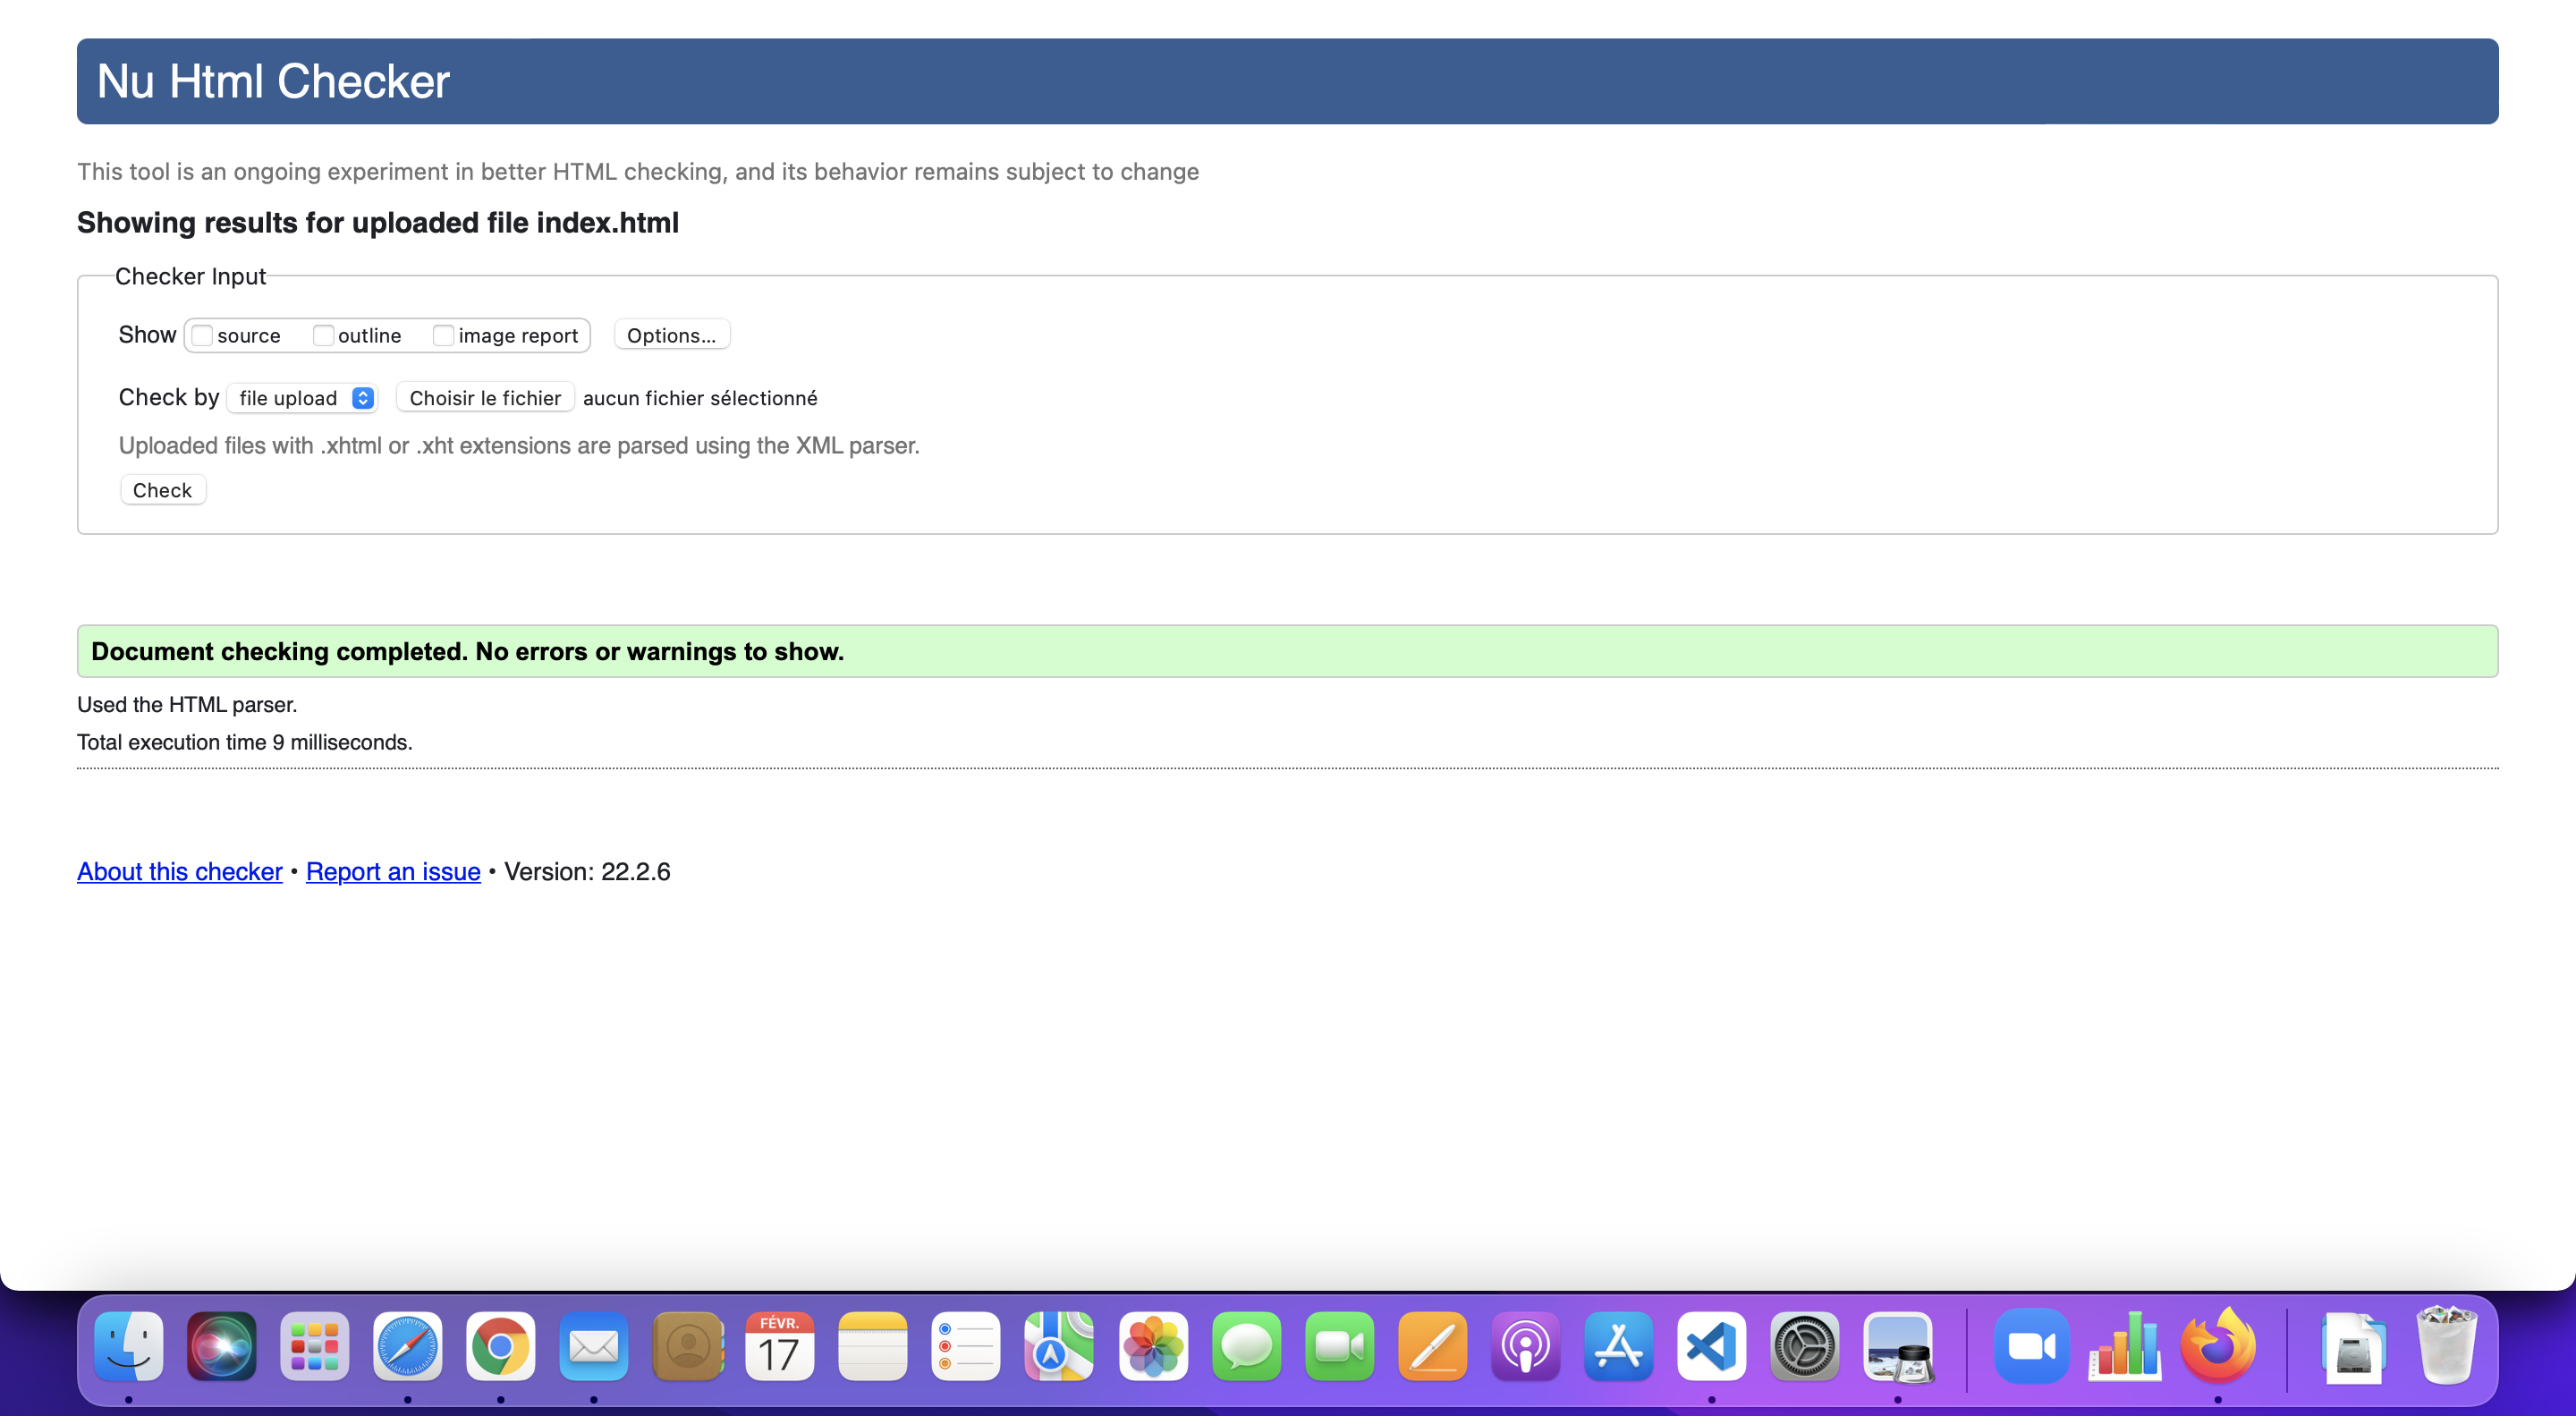 Nu Html Checker
This tool is an ongoing experiment in better HTML checking, and its behavior remains subject to change
Showing results for uploaded file index.html
Checker Input
Show source outline image report Options...
Check by file upload Choisir le fichier aucun fichier sélectionné
Uploaded files with .xhtml or .xht extensions are parsed using the XML parser.
Check
Document checking completed. No errors or warnings to show.
Used the HTML parser.
Total execution time 9 milliseconds.
About this checker • Report an issue • Version: 22.2.6
FÉVR.
17